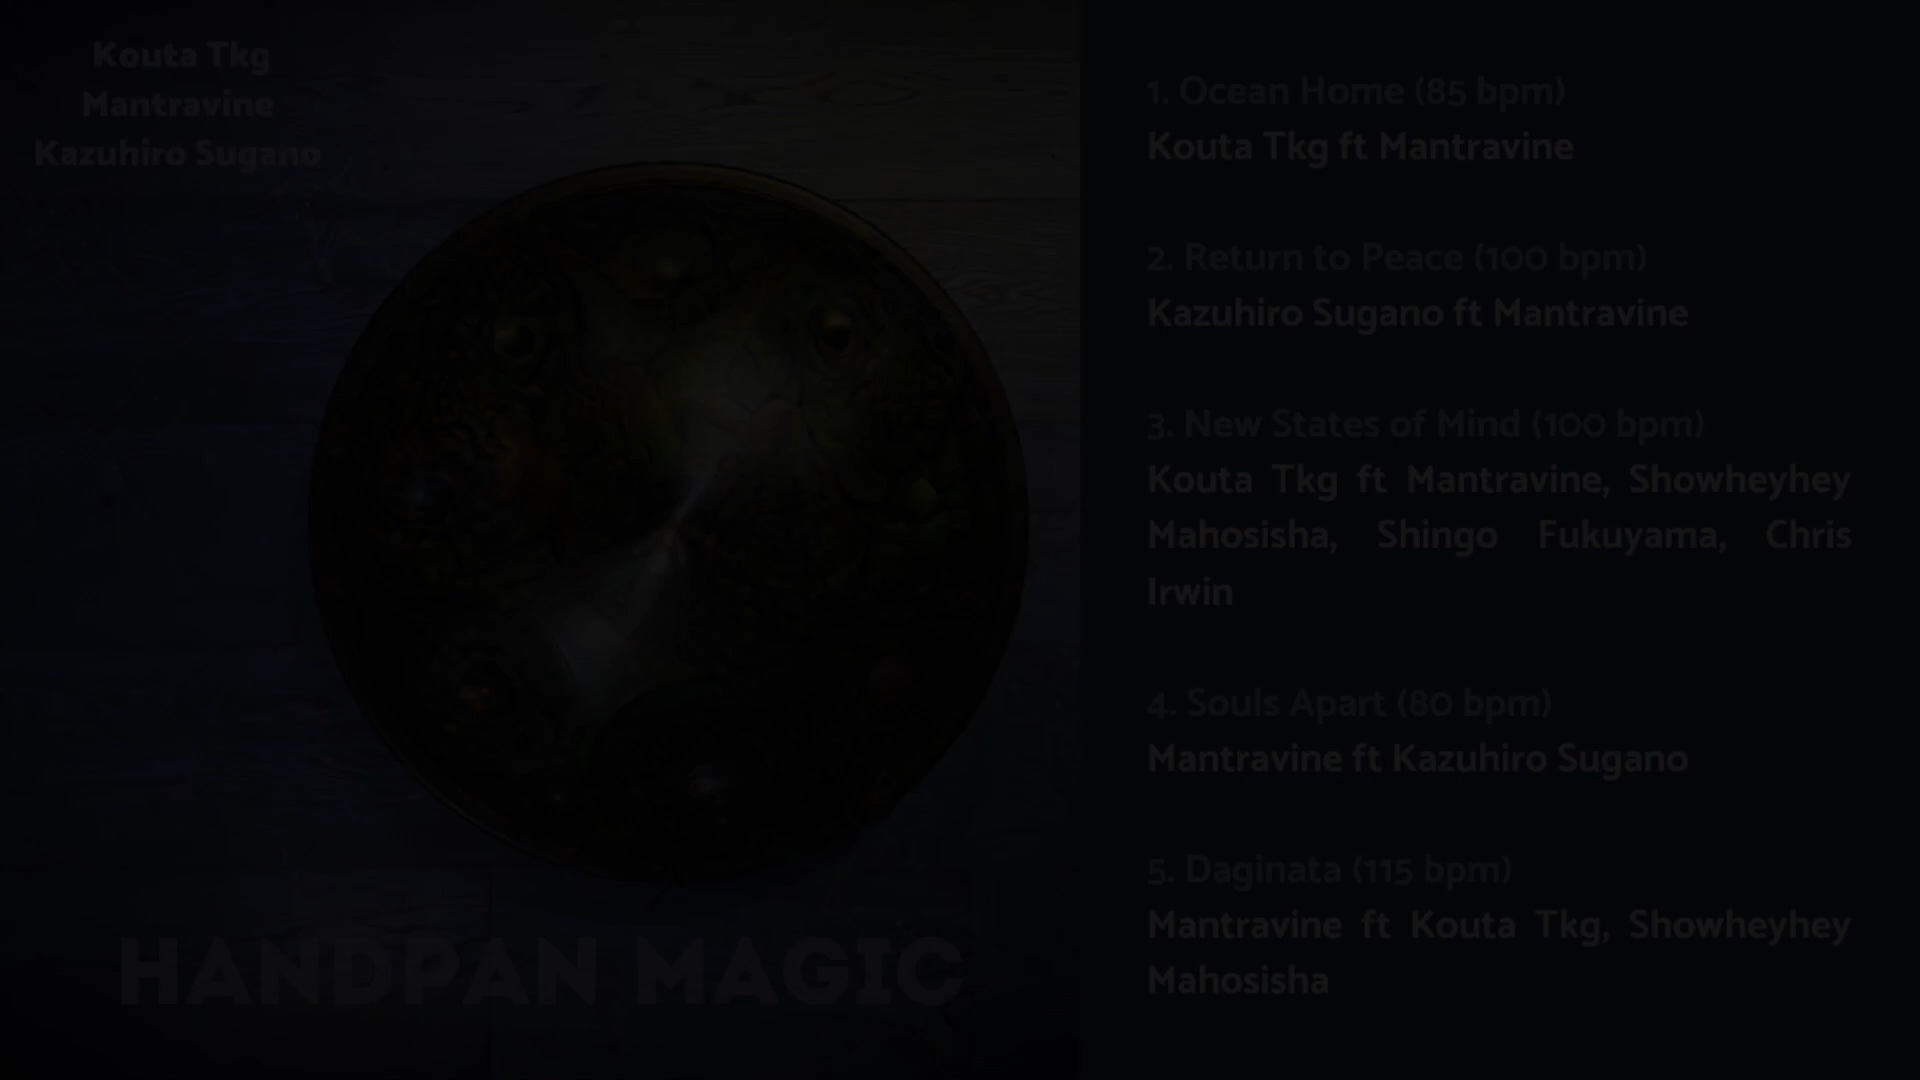 Kouta Tkg
Mantravine
Kazuhiro Sugano
HANDPAN MAGIC
1. Ocean Home (85 bpm)
Kouta Tkg ft Mantravine
2. Return to Peace (100 bpm)
Kazuhiro Sugano ft Mantravine
3. New States of Mind (100 bpm)
Kouta Tkg ft Mantravine, Showheyhey
Mahosisha, Shingo Fukuyama, Chris
Irwin
4. Souls Apart (80 bpm)
Mantravine ft Kazuhiro Sugano
5. Daginata (115 bpm)
Mantravine ft Kouta Tkg, Showheyhey
Mahosisha